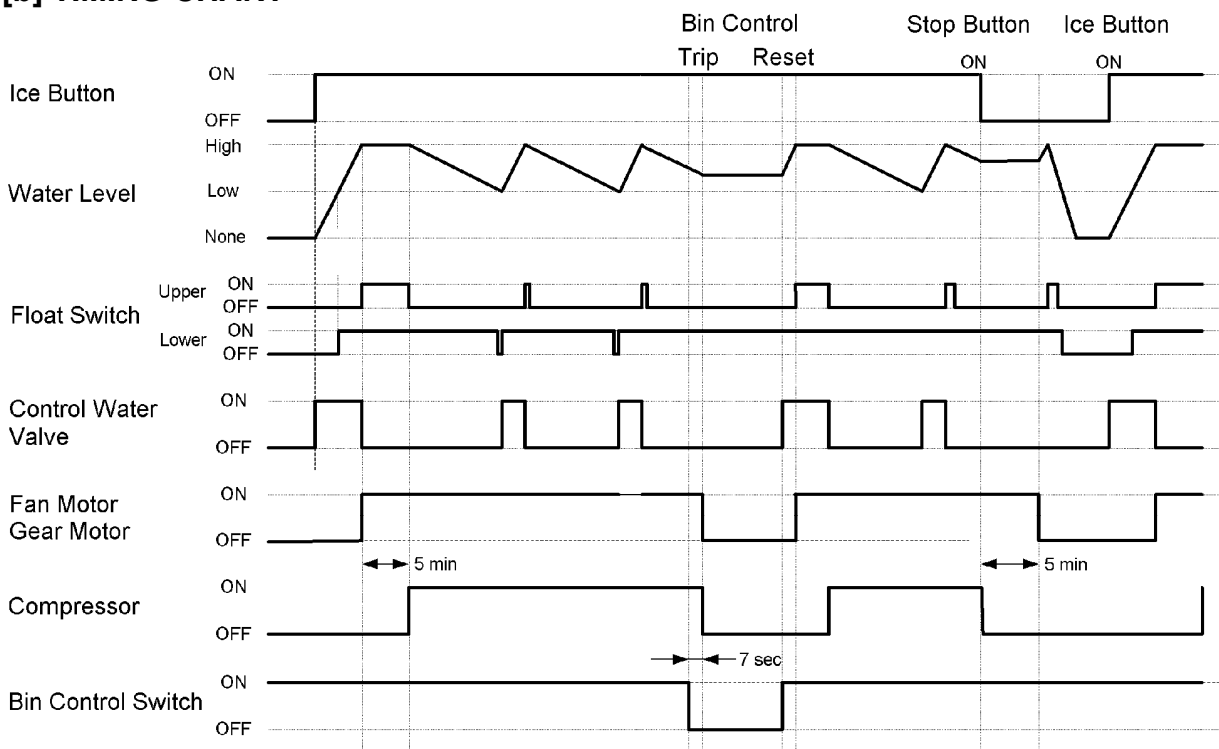 [b] TIMING CHART
Bin Control Stop Button Ice Button
Trip Reset
ON ON
Ice Button ON
OFF
Water Level High
Low
None
Float Switch
Upper ON
OFF
Lower ON
OFF
Control Water
Valve
ON
OFF
Fan Motor
Gear Motor
ON
OFF
5 min 5 min
Compressor ON
OFF
7 sec
Bin Control Switch ON
OFF